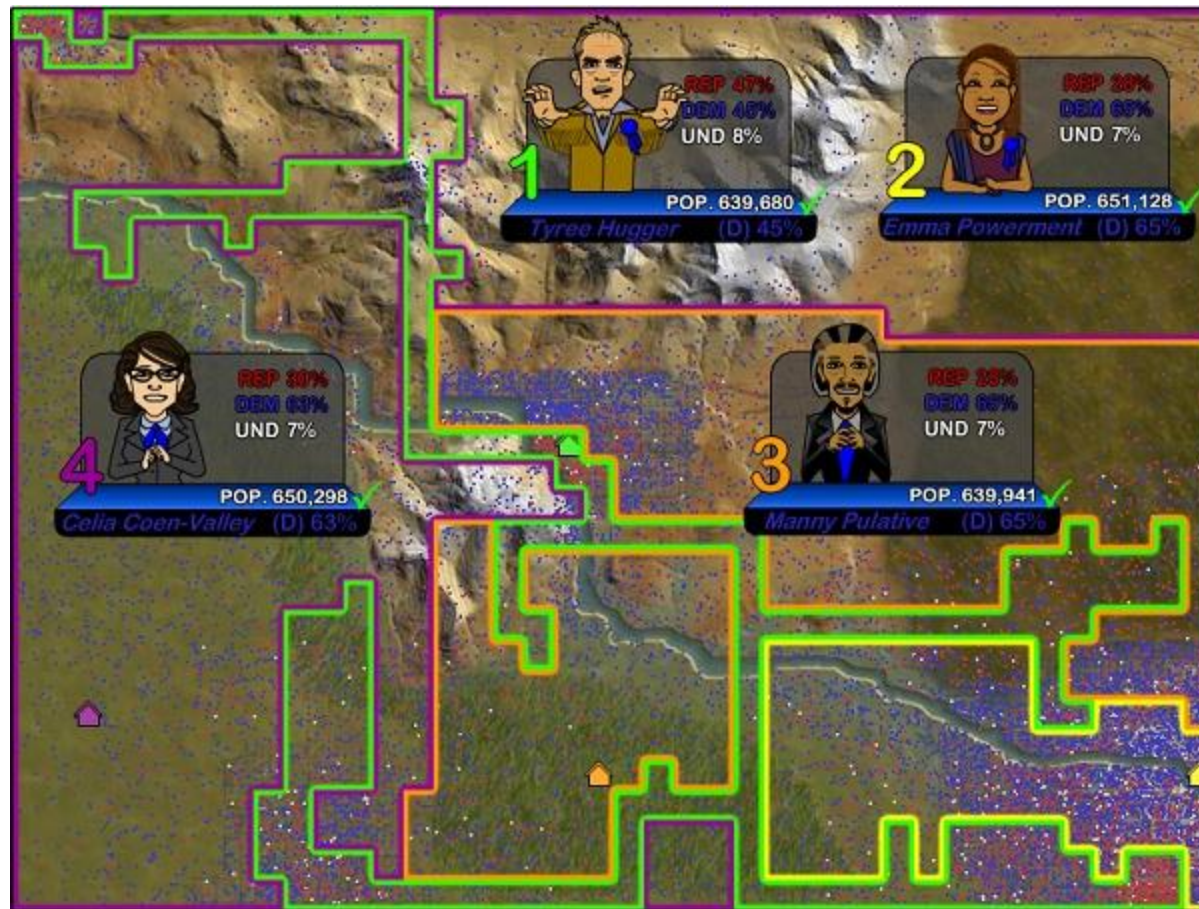 1
REP 47%
DEM 45%
UND 8%
POP. 639,680
Tyree Hugger (D) 45%
2
REP 28%
DEM 65%
UND 7%
POP. 651,128
Emma Powerment (D) 65%
4
REP 30%
DEM 63%
UND 7%
POP. 650,298
Celia Coen-Valley (D) 63%
3
REP 28%
DEM 65%
UND 7%
POP. 639,941
Manny Pulative (D) 65%